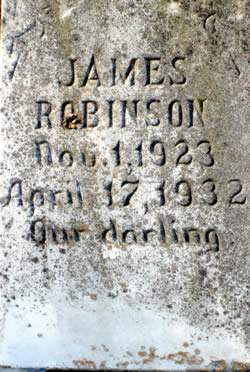 JAMES
ROBINSON
Nov. 1, 1923
April 17, 1932
Our darling